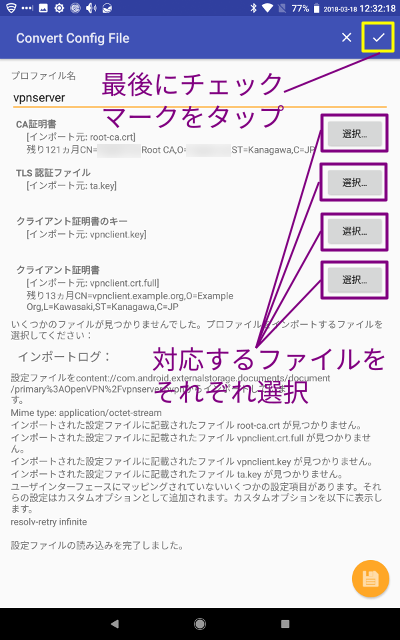 77% 2018-03-18 12:32:18
Convert Config File
プロファイル名
最後にチェック
マークをタップ
vpnserver
CA証明書
[インポート元: root-ca.crt]
残り121ヵ月CN= Root CA,O= ST=Kanagawa,C=JP
選択...
TLS 認証ファイル
[インポート元: ta.key]
選択...
クライアント証明書のキー
[インポート元: vpnclient.key]
選択...
クライアント証明書
[インポート元: vpnclient.crt.full]
残り13ヵ月CN=vpnclient.example.org,O=Example
Org,L=Kawasaki,ST=Kanagawa,C=JP
選択...
いくつかのファイルが見つかりませんでした。プロファイルをインポートするファイルを
選択してください：
インポートログ：
対応するファイルを
それぞれ選択
設定ファイルをcontent://com.android.externalstorage.documents/document
/primary%3AOpenVPN%2Fvpnserver
す。
Mime type: application/octet-stream
インポートされた設定ファイルに記載されたファイル root-ca.crt が見つかりません。
インポートされた設定ファイルに記載されたファイル vpnclient.crt.full が見つかりませ
ん。
インポートされた設定ファイルに記載されたファイル vpnclient.key が見つかりません。
インポートされた設定ファイルに記載されたファイル ta.key が見つかりません。
ユーザインターフェースにマッピングされていないいくつかの設定項目があります。それ
らの設定はカスタムオプションとして追加されます。カスタムオプションを以下に表示し
ます。
resolv-retry infinite
設定ファイルの読み込みを完了しました。